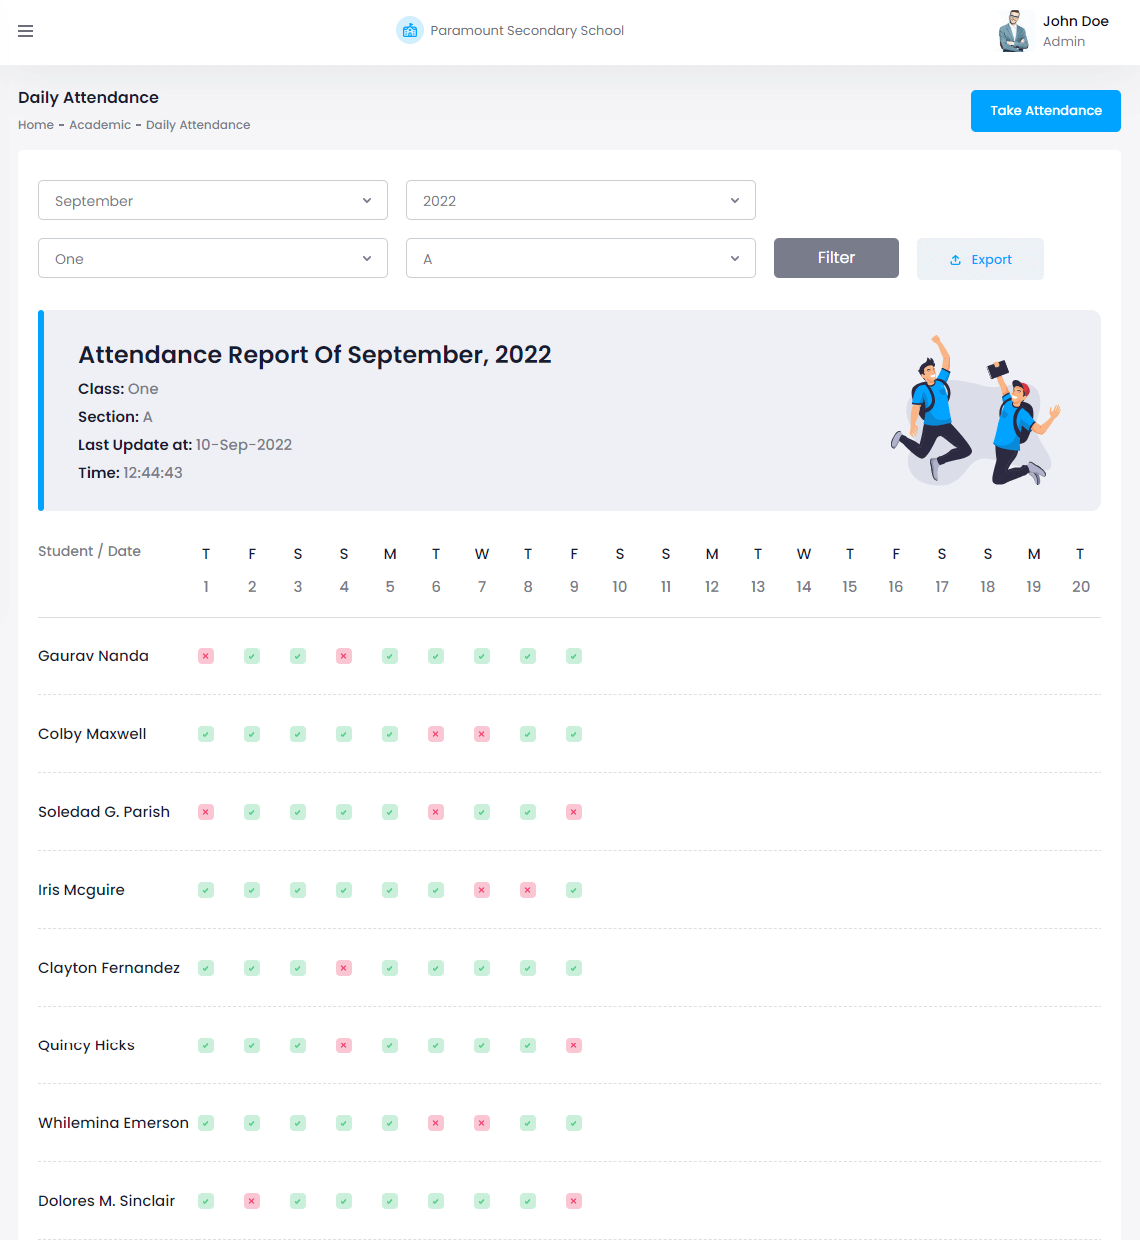 Paramount Secondary School
John Doe
Admin
Daily Attendance
Home - Academic - Daily Attendance
Take Attendance
September
2022
One
A
Filter
Export
Attendance Report Of September, 2022
Class: One
Section: A
Last Update at: 10-Sep-2022
Time: 12:44:43
Student / Date T F S S M T W T F S S M T W T F S S M T
1 2 3 4 5 6 7 8 9 10 11 12 13 14 15 16 17 18 19 20
Gaurav Nanda
Colby Maxwell
Soledad G. Parish
Iris Mcguire
Clayton Fernandez
Quincy Hicks
Whilemina Emerson
Dolores M. Sinclair